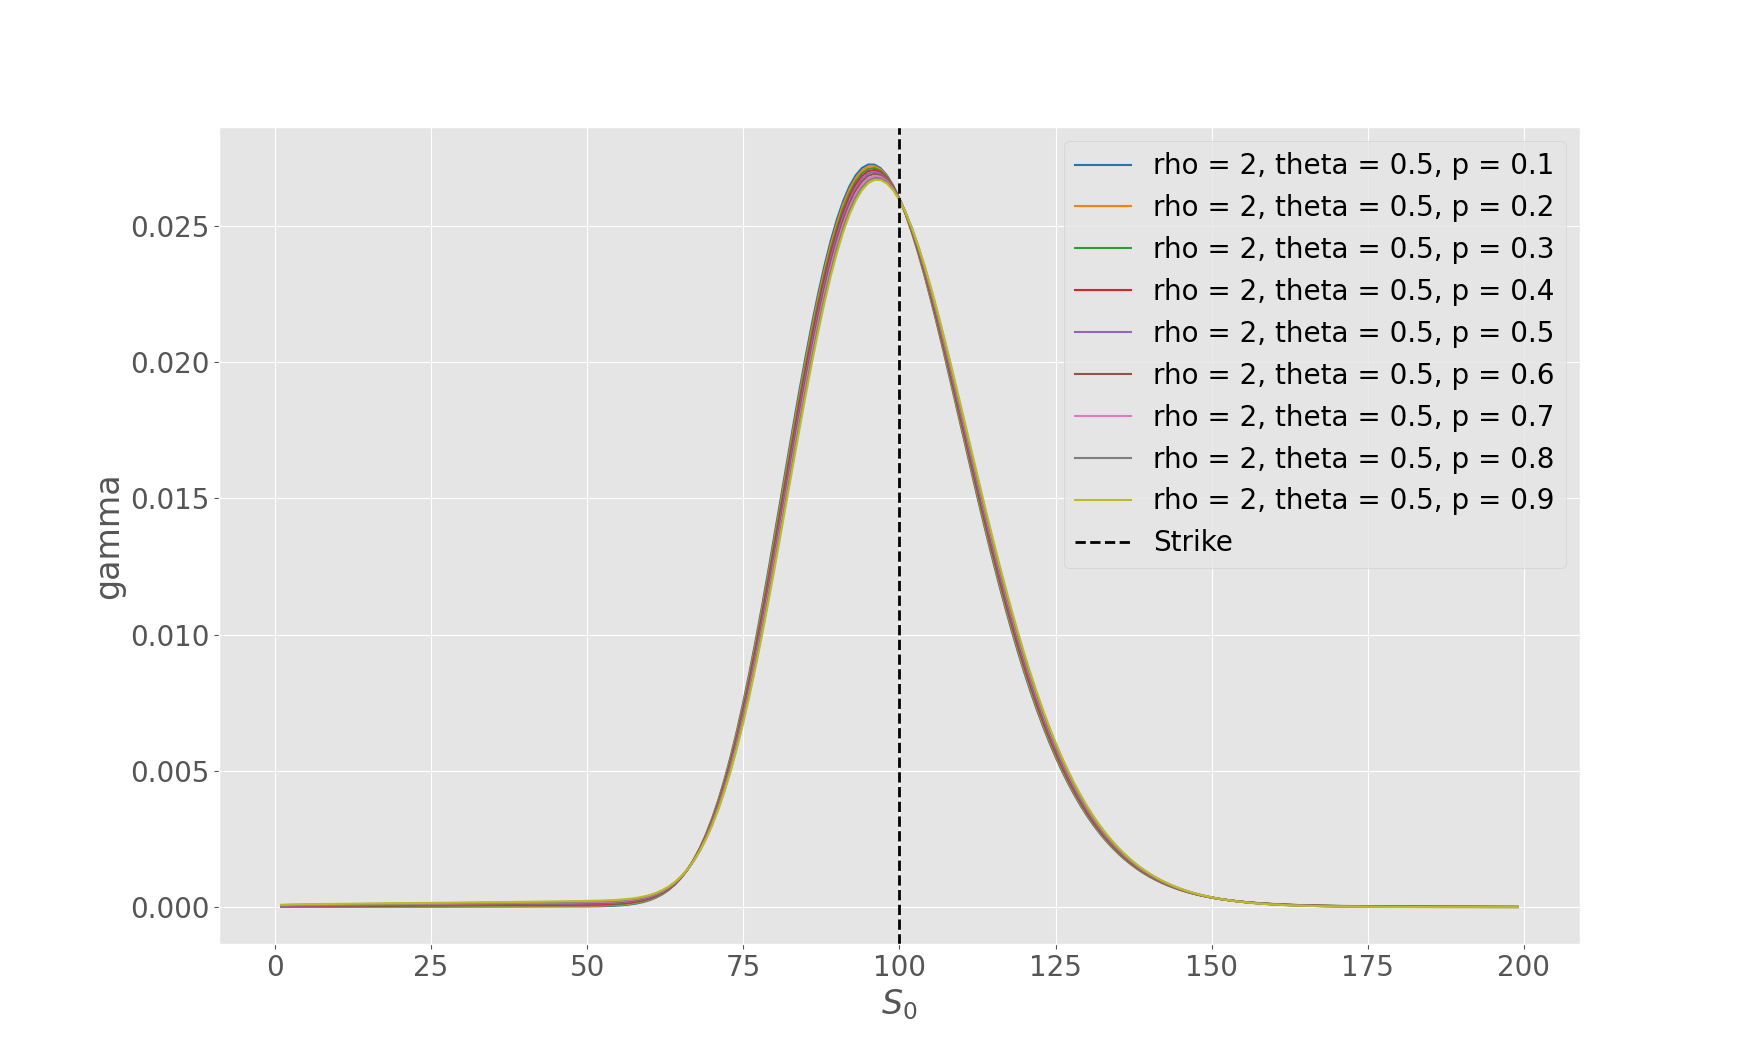 rho = 2, theta = 0.5, p = 0.1
rho = 2, theta = 0.5, p = 0.2
rho = 2, theta = 0.5, p = 0.3
rho = 2, theta = 0.5, p = 0.4
rho = 2, theta = 0.5, p = 0.5
rho = 2, theta = 0.5, p = 0.6
rho = 2, theta = 0.5, p = 0.7
rho = 2, theta = 0.5, p = 0.8
rho = 2, theta = 0.5, p = 0.9
Strike
0.025
0.020
0.015
0.010
0.005
0.000
gamma
0 25 50 75 100 125 150 175 200
S₀